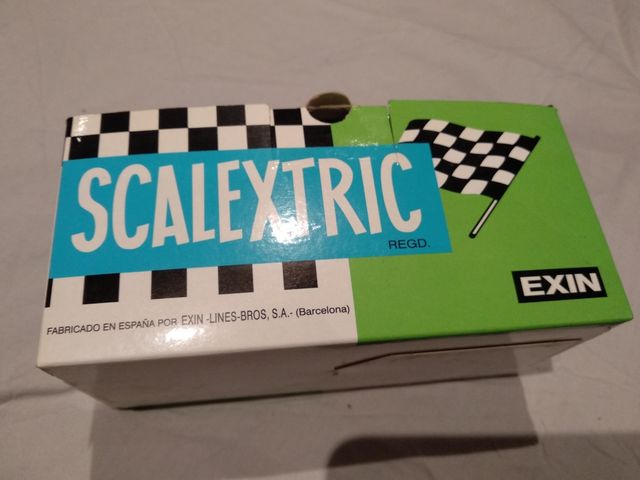 SCALEXTRIC
REGD.
EXIN
FABRICADO EN ESPAÑA POR EXIN -LINES-BROS, S.A.- (Barcelona)